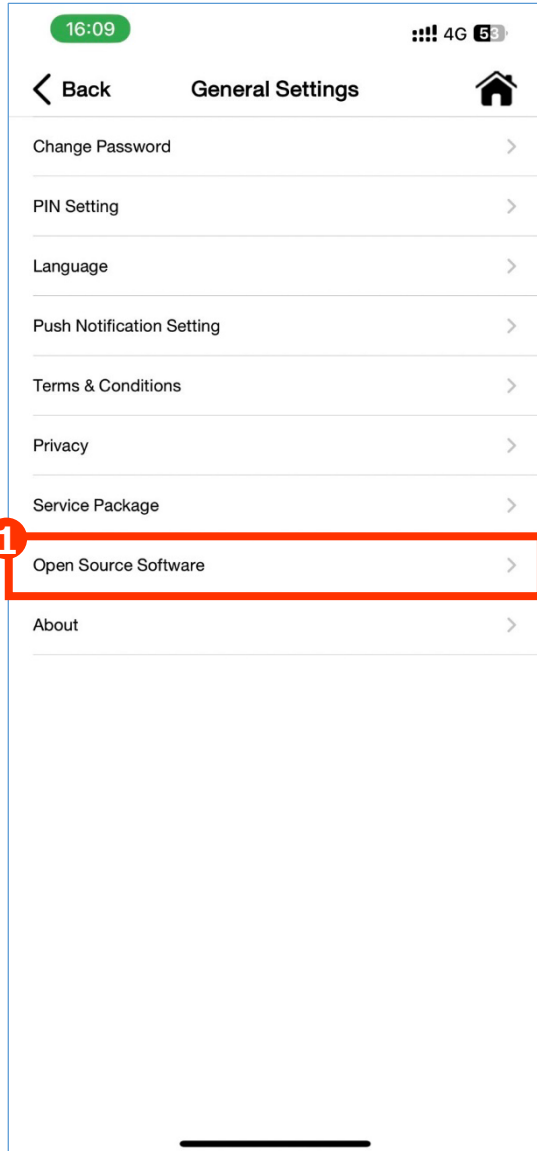 16:09
4G 53
Back
General Settings
Change Password
PIN Setting
Language
Push Notification Setting
Terms & Conditions
Privacy
Service Package
1
Open Source Software
About